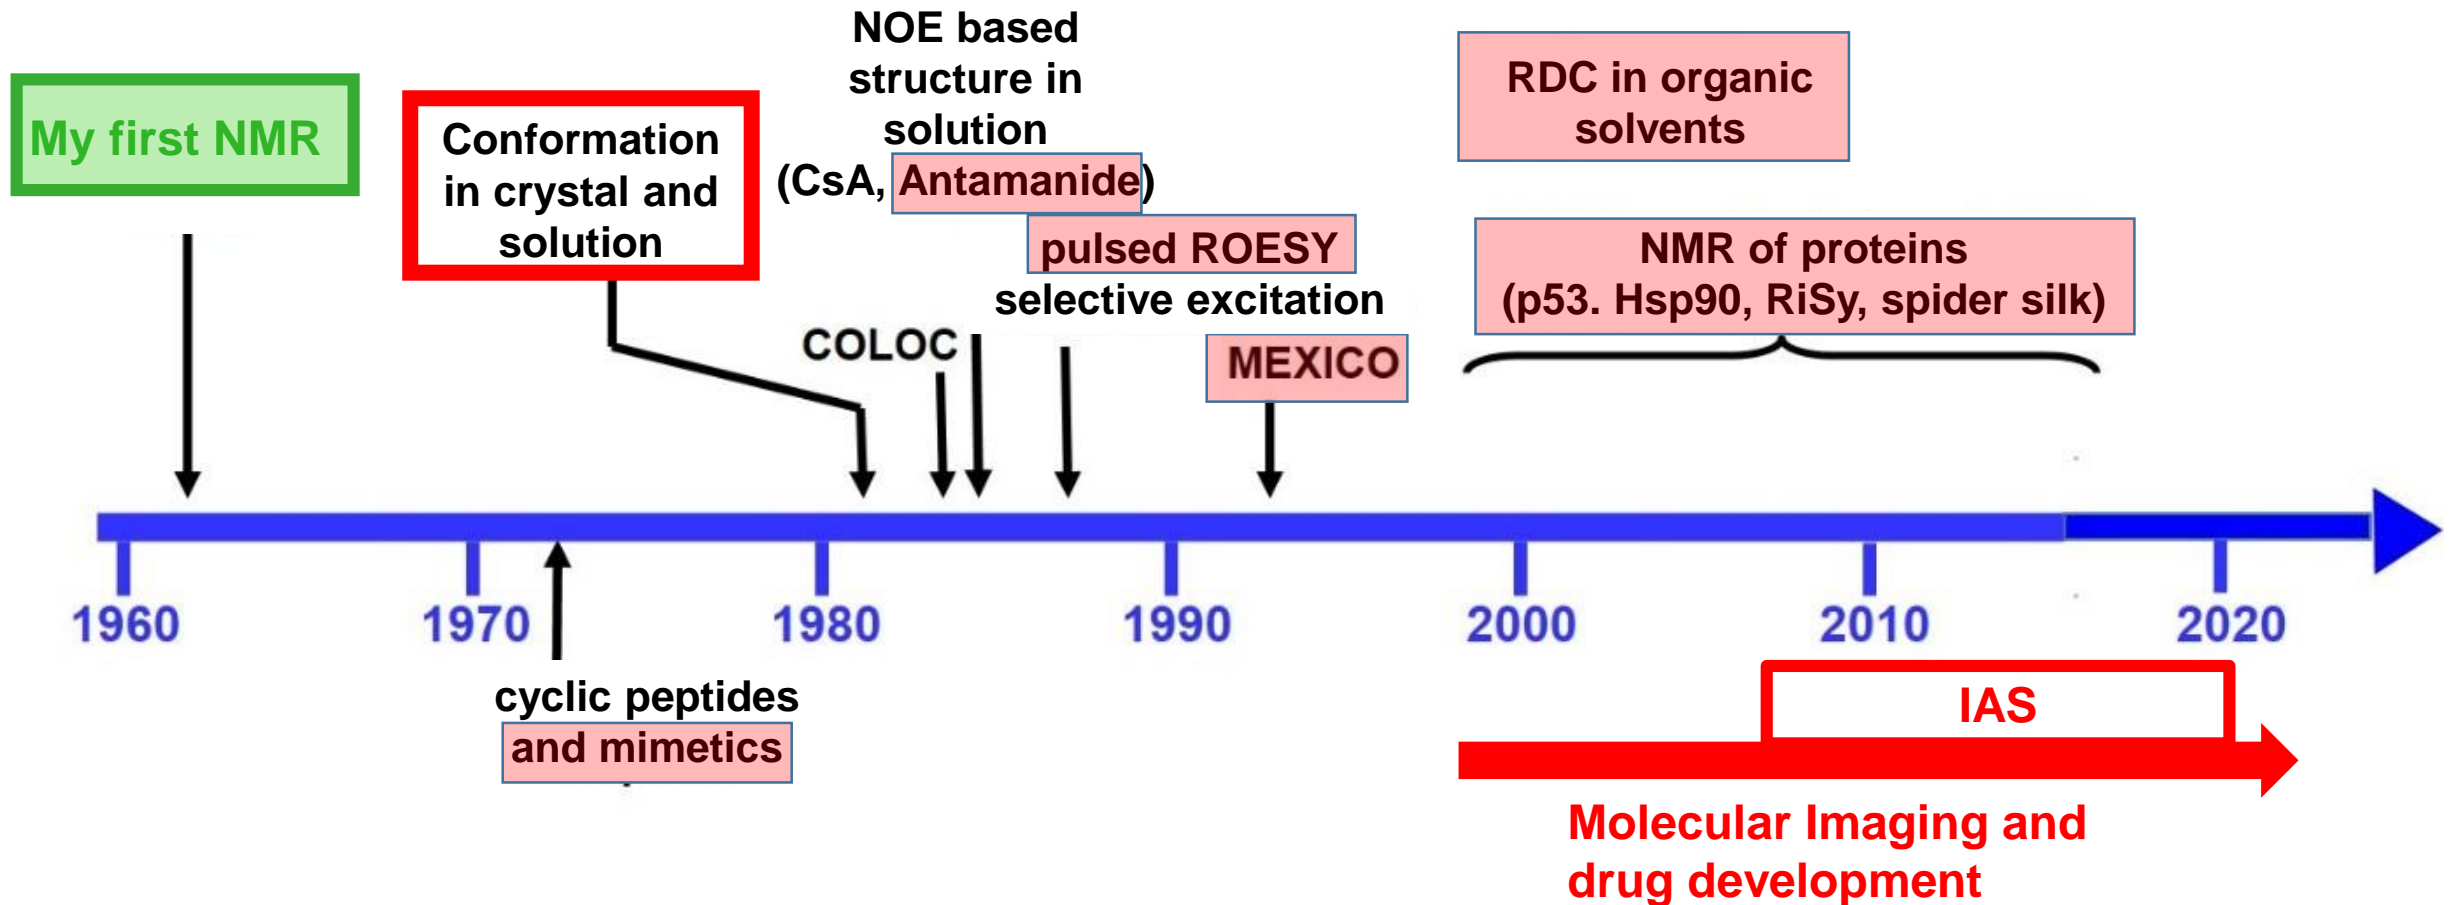 My first NMR
Conformation
in crystal and
solution
NOE based
structure in
solution
(CsA, Antamanide)
pulsed ROESY
selective excitation
COLOC
MEXICO
RDC in organic
solvents
NMR of proteins
(p53. Hsp90, RiSy, spider silk)
1960
1970
1980
1990
2000
2010
2020
cyclic peptides
and mimetics
IAS
Molecular Imaging and
drug development